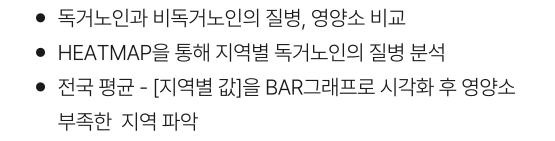 • 독거노인과 비독거노인의 질병, 영양소 비교
• HEATMAP을 통해 지역별 독거노인의 질병 분석
• 전국 평균 - [지역별 값]을 BAR그래프로 시각화 후 영양소
부족한 지역 파악